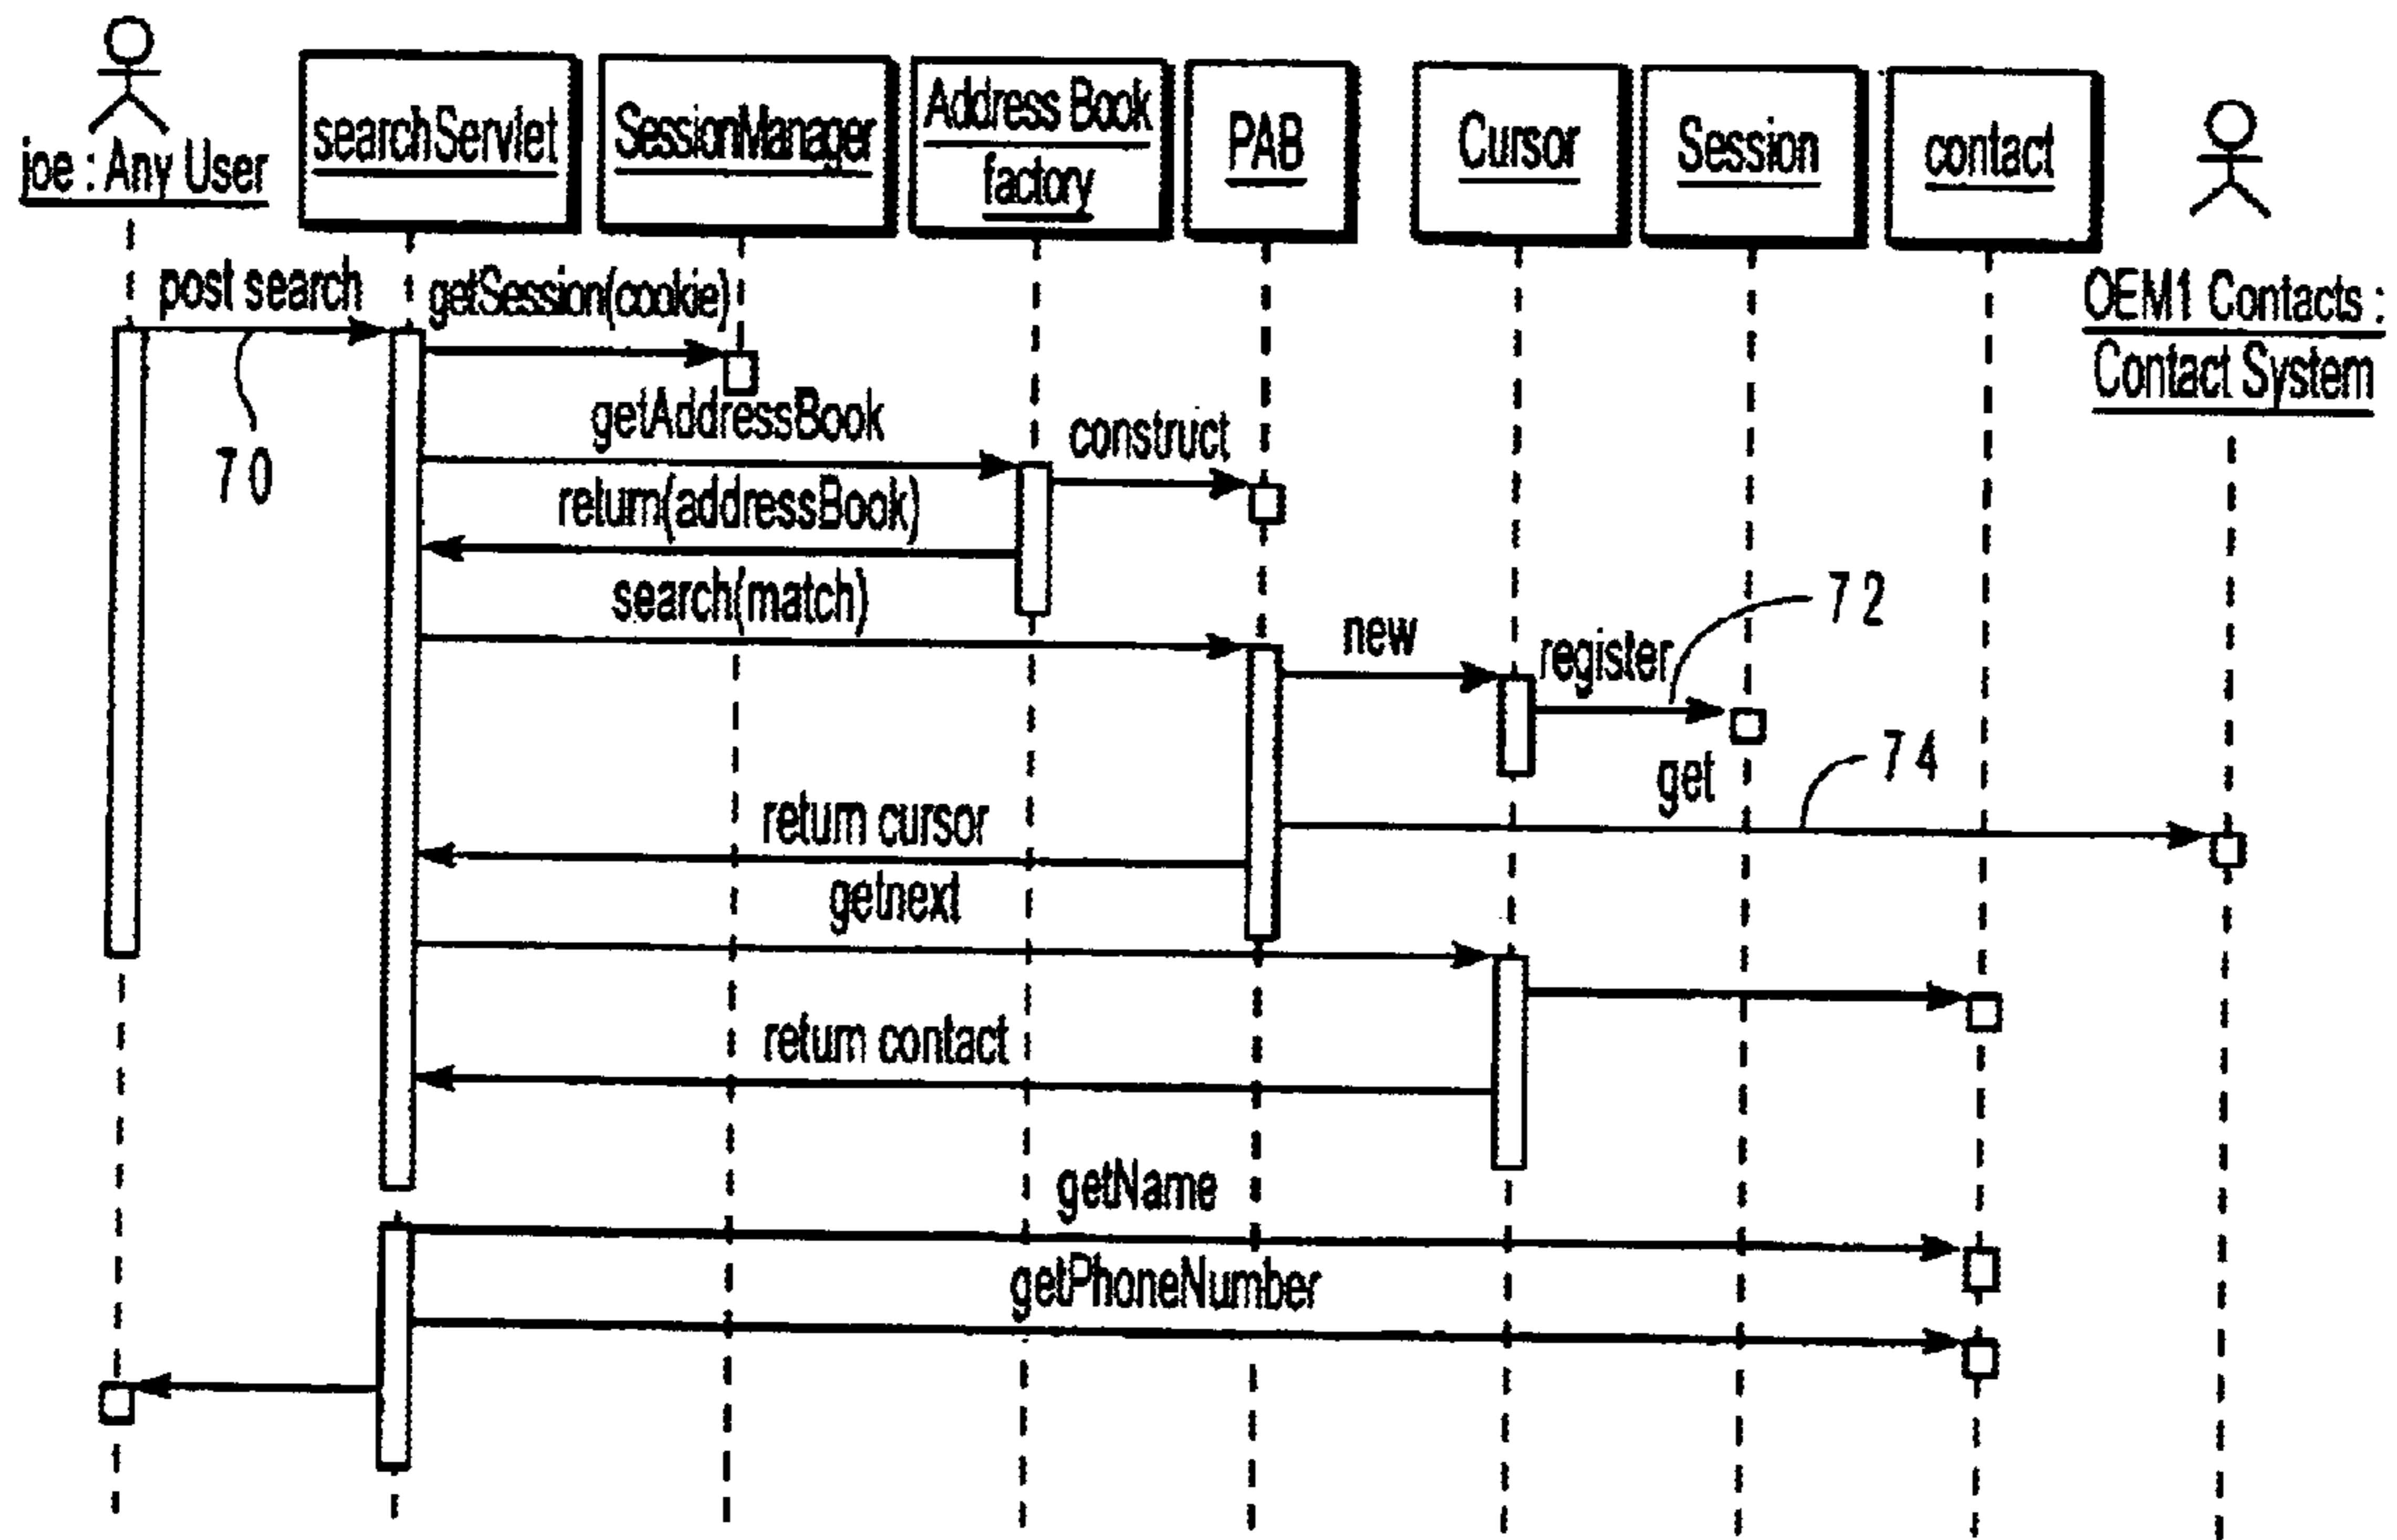 joe : Any User
searchServlet
SessionManager
Address Book
factory
PAB
Cursor
Session
contact
OEM1 Contacts :
Contact System
post search
getSession(cookie)
70
getAddressBook
construct
return(addressBook)
search(match)
new
register
72
get
74
return cursor
getnext
return contact
getName
getPhoneNumber